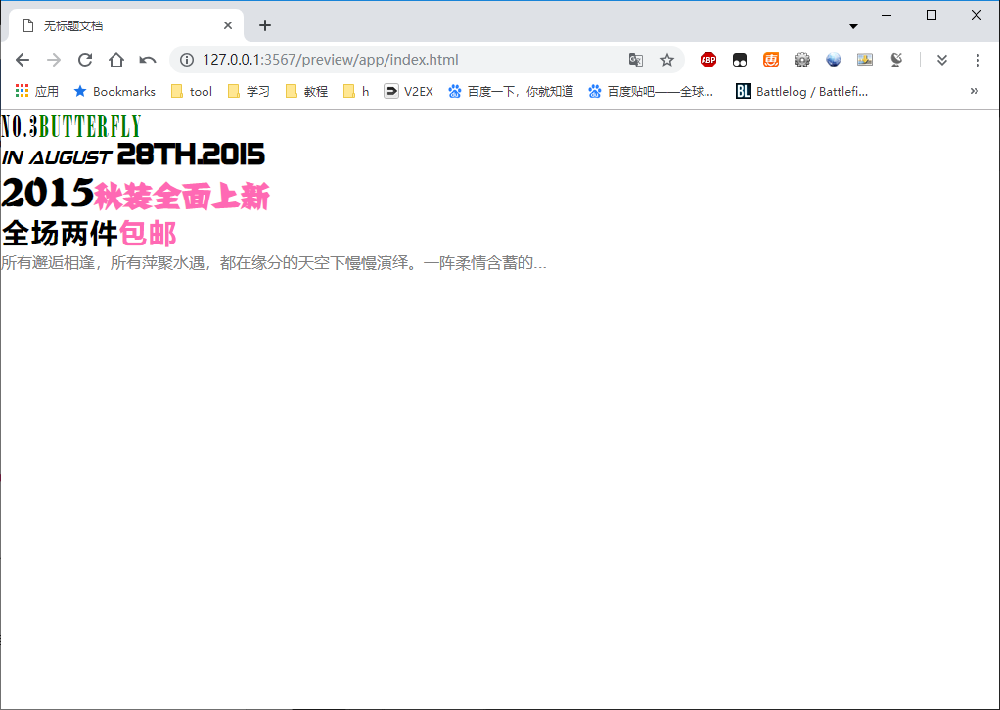 无标题文档
127.0.0.1:3567/preview/app/index.html
ABP
惠
应用 Bookmarks tool 学习 教程 h V2EX 百度一下，你就知道 百度贴吧——全球... BL Battlelog / Battlefi...
NO.3BUTTERFLY
IN AUGUST 28TH.2015
2015秋装全面上新
全场两件包邮
所有邂逅相逢，所有萍聚水遇，都在缘分的天空下慢慢演绎。一阵柔情含蓄的...